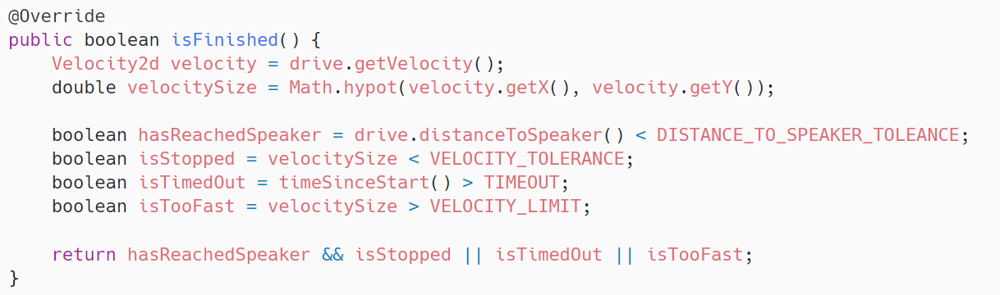 @Override
public boolean isFinished() {
    Velocity2d velocity = drive.getVelocity();
    double velocitySize = Math.hypot(velocity.getX(), velocity.getY());

    boolean hasReachedSpeaker = drive.distanceToSpeaker() < DISTANCE_TO_SPEAKER_TOLEANCE;
    boolean isStopped = velocitySize < VELOCITY_TOLERANCE;
    boolean isTimedOut = timeSinceStart() > TIMEOUT;
    boolean isTooFast = velocitySize > VELOCITY_LIMIT;

    return hasReachedSpeaker && isStopped || isTimedOut || isTooFast;
}